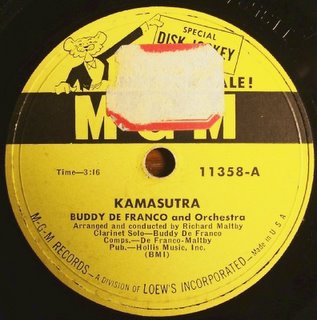 SPECIAL
DISK JOCKEY
ALE!
M-G-M
Time—3:16
11358-A
KAMASUTRA
BUDDY DE FRANCO and Orchestra
Arranged and conducted by Richard Maltby
Clarinet Solo—Buddy De Franco
Comps.—De Franco-Maltby
Pub.—Hollis Music, Inc.
(BMI)
M-G-M RECORDS—A DIVISION OF LOEW'S INCORPORATED—Made in U.S.A.